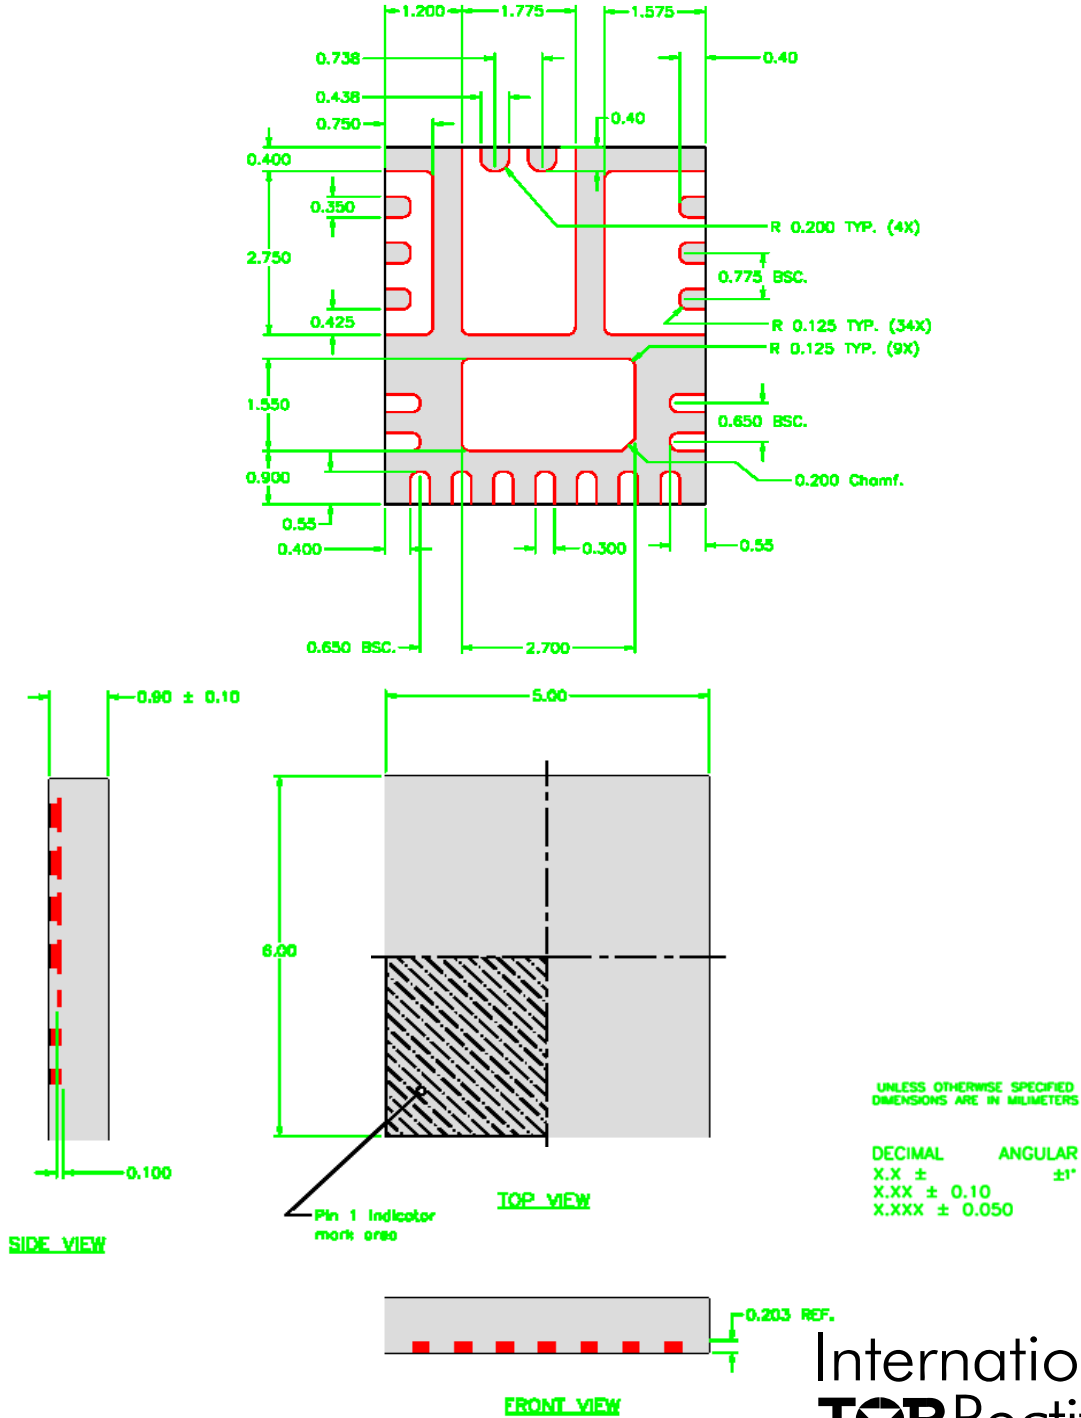 1.200
1.775
1.575
0.738
0.40
0.438
0.750
0.40
0.400
0.350
R 0.200 TYP. (4X)
2.750
0.775 BSC.
0.425
R 0.125 TYP. (34X)
R 0.125 TYP. (9X)
1.550
0.650 BSC.
0.900
0.200 Chamf.
0.55
0.400
0.300
0.55
0.650 BSC.
2.700
0.90 ± 0.10
5.00
6.00
UNLESS OTHERWISE SPECIFIED
DIMENSIONS ARE IN MILIMETERS
DECIMAL ANGULAR
X.X ± ±1°
X.XX ± 0.10
X.XXX ± 0.050
0.100
TOP VIEW
Pin 1 Indicator
mark area
SIDE VIEW
0.203 REF.
FRONT VIEW
Internatio